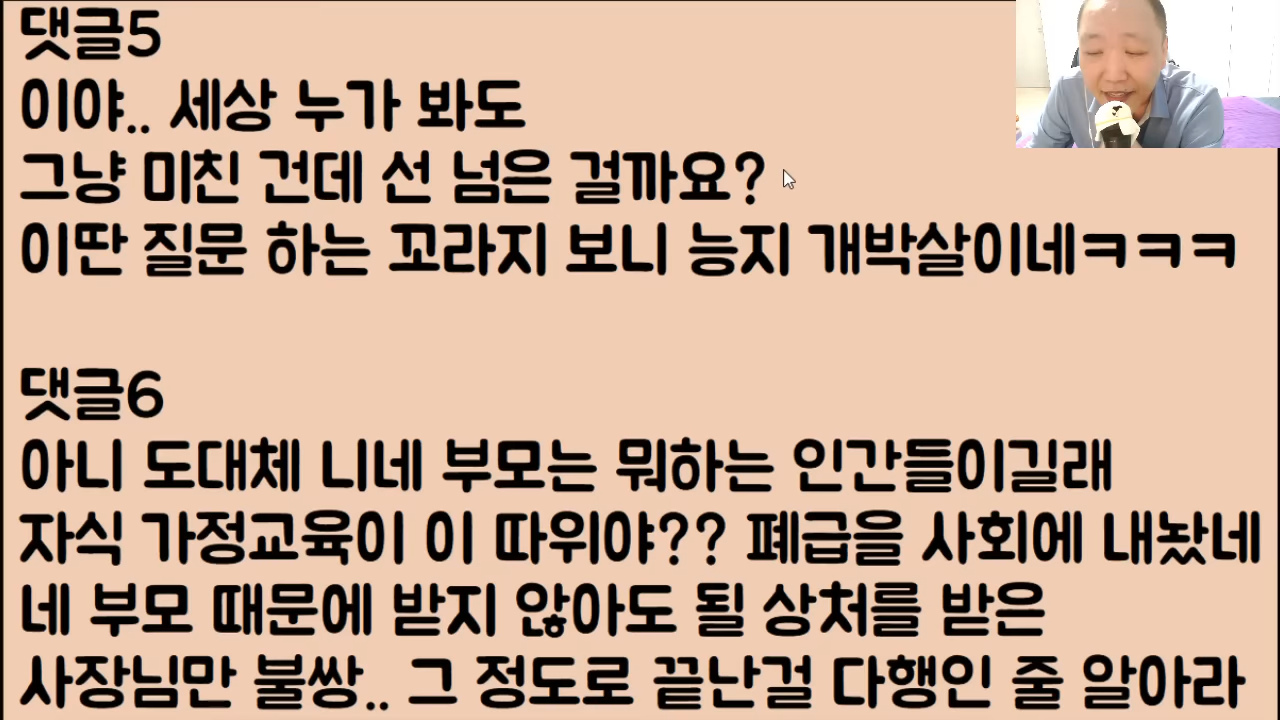 댓글5
이야.. 세상 누가 봐도
그냥 미친 건데 선 넘은 걸까요?
이딴 질문 하는 꼬라지 보니 능지 개박살이네ㅋㅋㅋ
댓글6
아니 도대체 니네 부모는 뭐하는 인간들이길래
자식 가정교육이 이 따위야?? 폐급을 사회에 내놨네
네 부모 때문에 받지 않아도 될 상처를 받은
사장님만 불쌍.. 그 정도로 끝난걸 다행인 줄 알아라